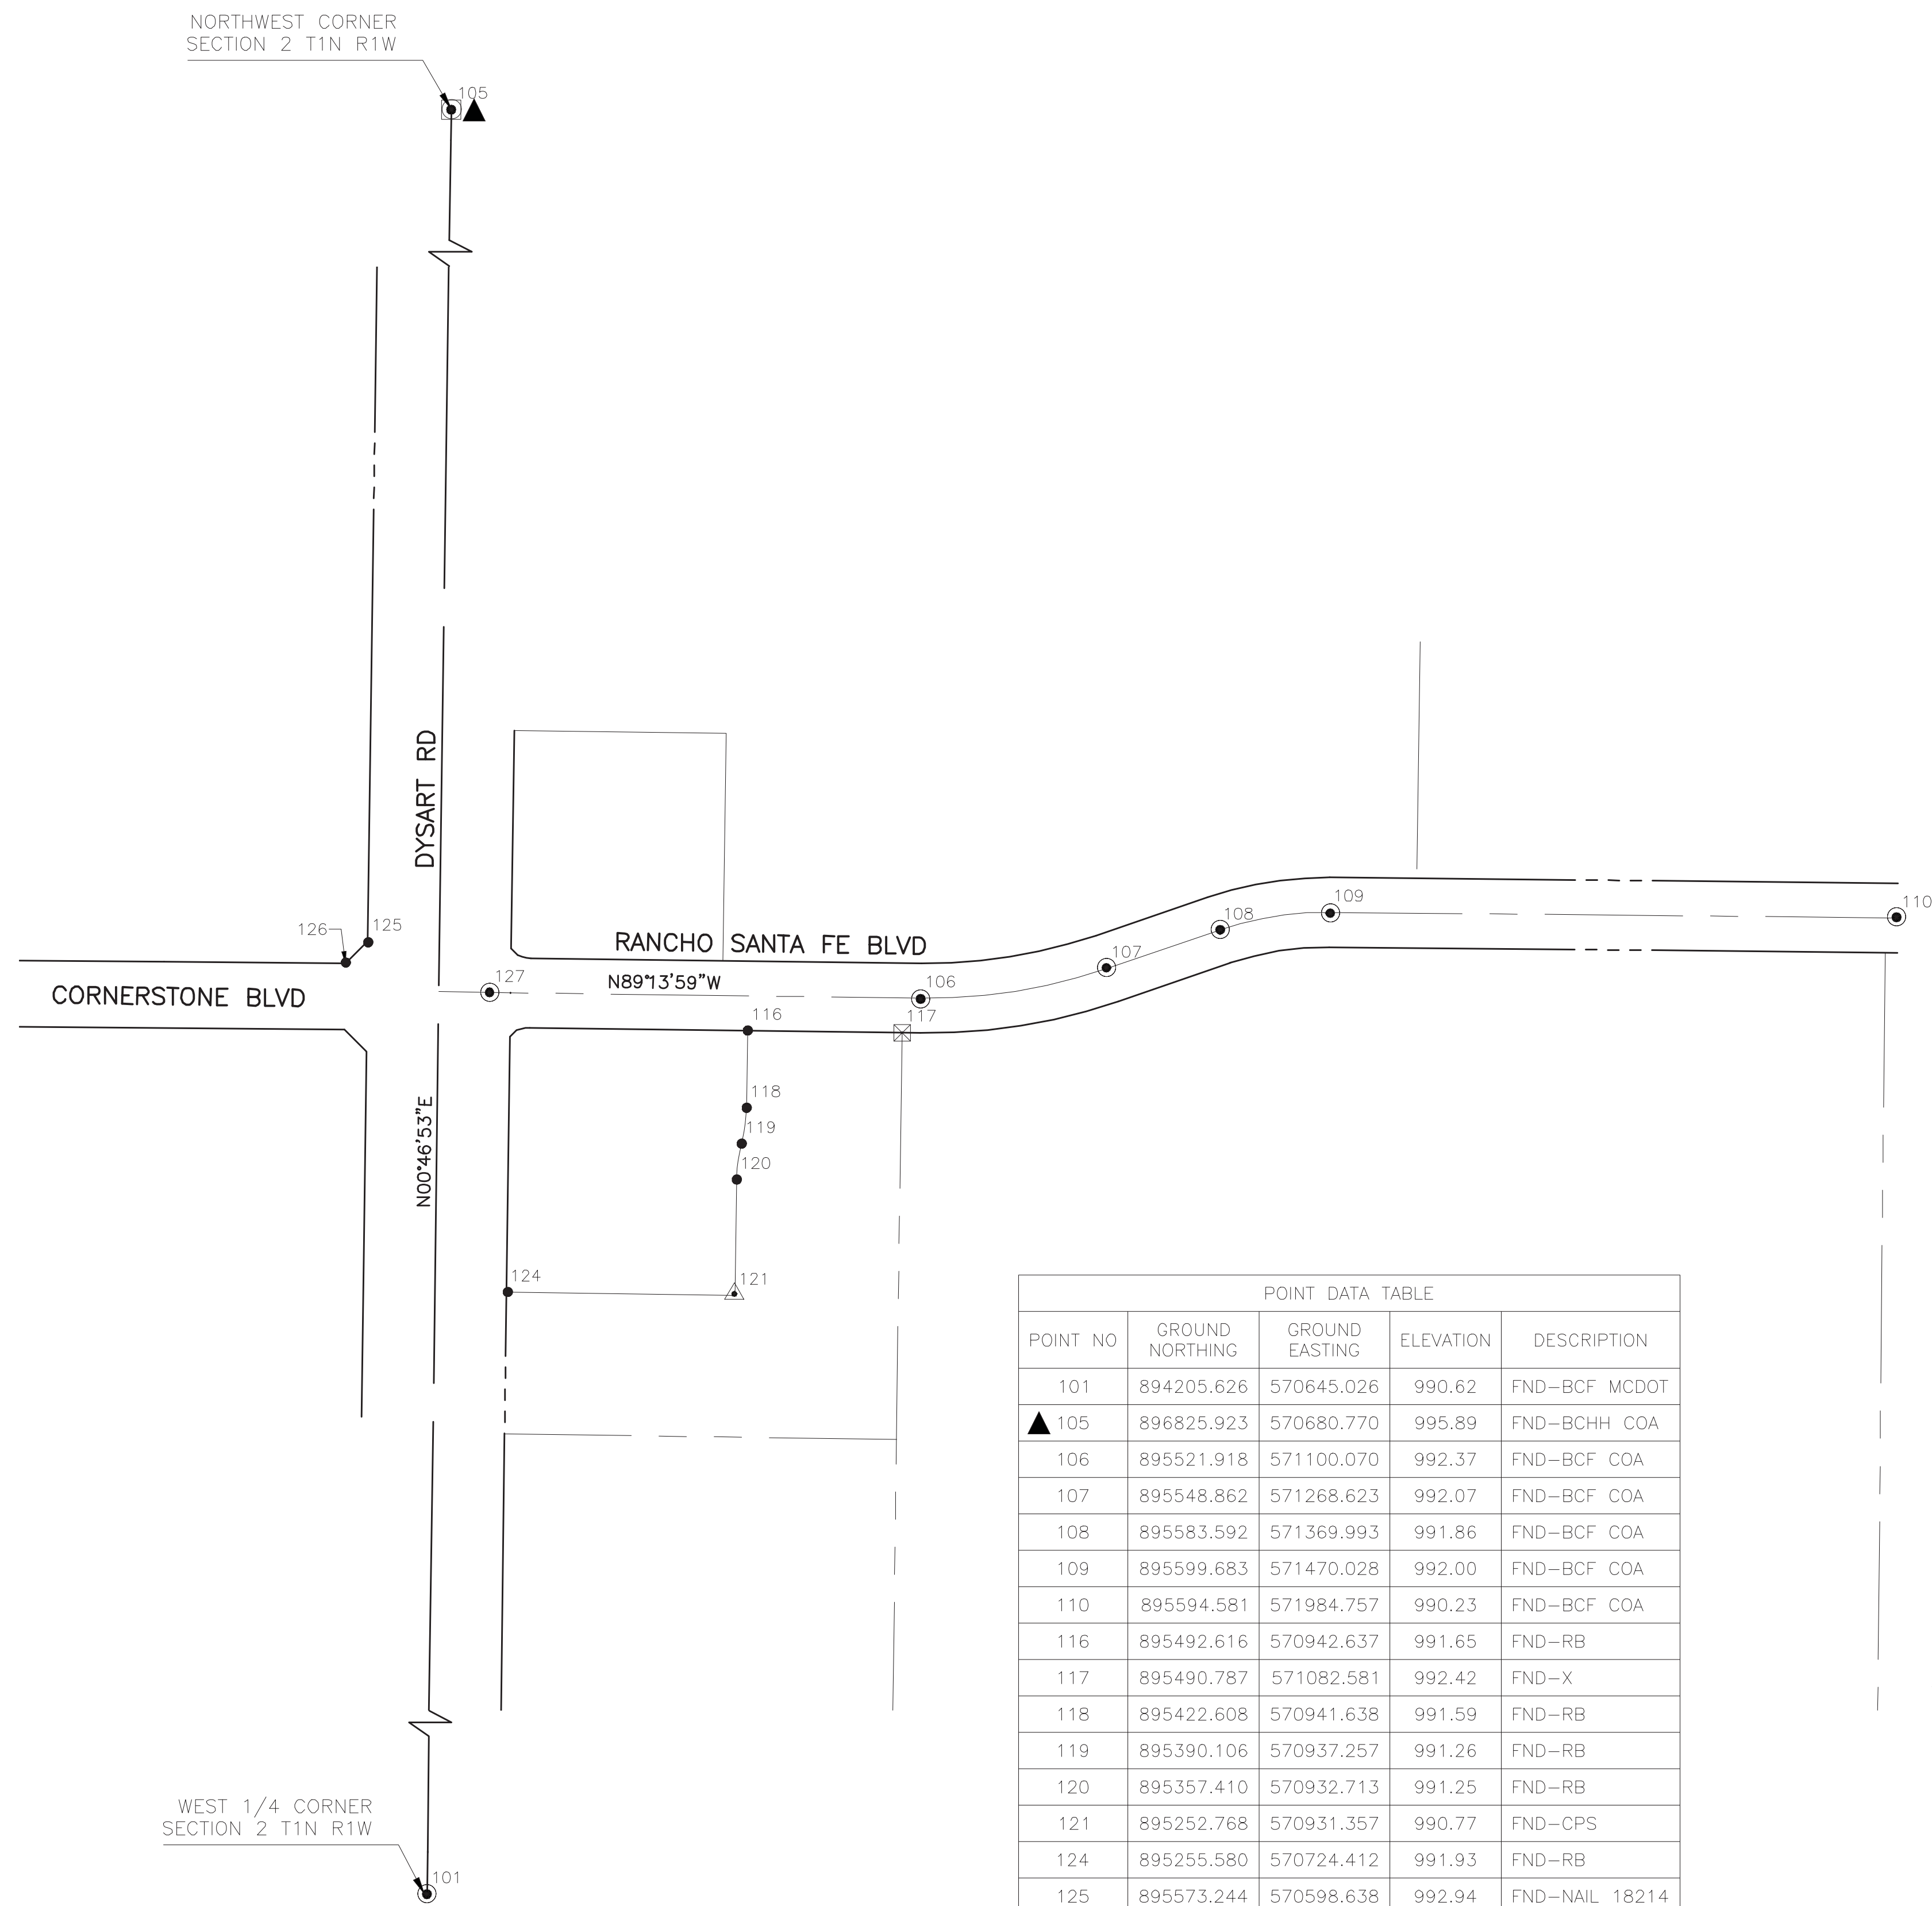 NORTHWEST CORNER
SECTION 2 T1N R1W
105
DYSART RD
126
125
RANCHO SANTA FE BLVD
CORNERSTONE BLVD
127
N89°13'59"W
106
107
108
109
110
116
117
118
119
120
N00°46'53"E
124
121
POINT DATA TABLE
POINT NO GROUND NORTHING GROUND EASTING ELEVATION DESCRIPTION
101 894205.626 570645.026 990.62 FND-BCF MCDOT
105 896825.923 570680.770 995.89 FND-BCHH COA
106 895521.918 571100.070 992.37 FND-BCF COA
107 895548.862 571268.623 992.07 FND-BCF COA
108 895583.592 571369.993 991.86 FND-BCF COA
109 895599.683 571470.028 992.00 FND-BCF COA
110 895594.581 571984.757 990.23 FND-BCF COA
116 895492.616 570942.637 991.65 FND-RB
117 895490.787 571082.581 992.42 FND-X
118 895422.608 570941.638 991.59 FND-RB
119 895390.106 570937.257 991.26 FND-RB
120 895357.410 570932.713 991.25 FND-RB
121 895252.768 570931.357 990.77 FND-CPS
124 895255.580 570724.412 991.93 FND-RB
125 895573.244 570598.638 992.94 FND-NAIL 18214
WEST 1/4 CORNER
SECTION 2 T1N R1W
101